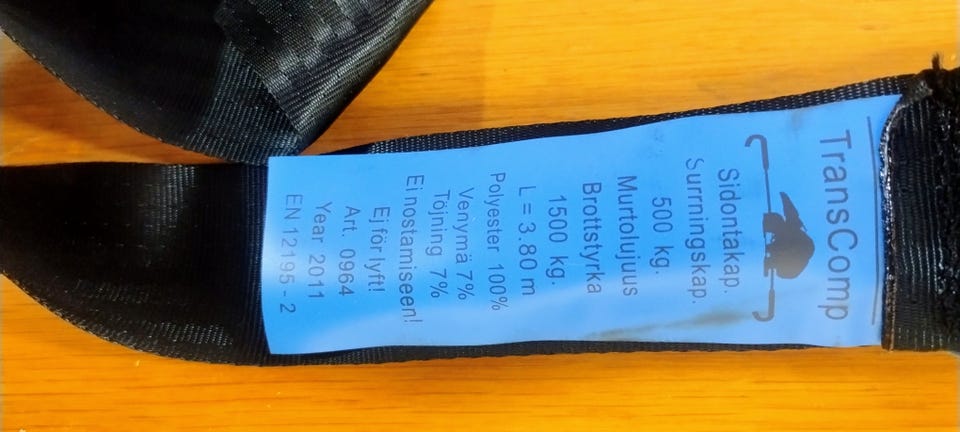 TransComp
Sidontakap.
Surrningskap.
500 kg.
Murtolujuus
Brottstyrka
1500 kg.
L = 3.80 m
Polyester 100%
Venymä 7%
Töjning 7%
Ei nostamiseen!
Ej för lyft!
Art. 0964
Year 2011
EN 12195 - 2